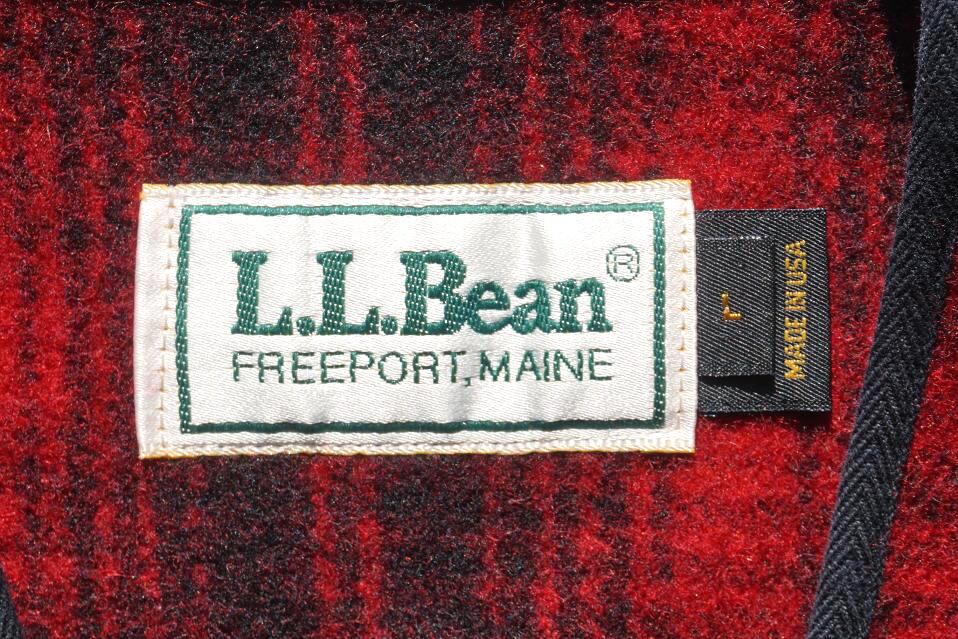 L.L.Bean®
FREEPORT, MAINE
L
MADE IN USA